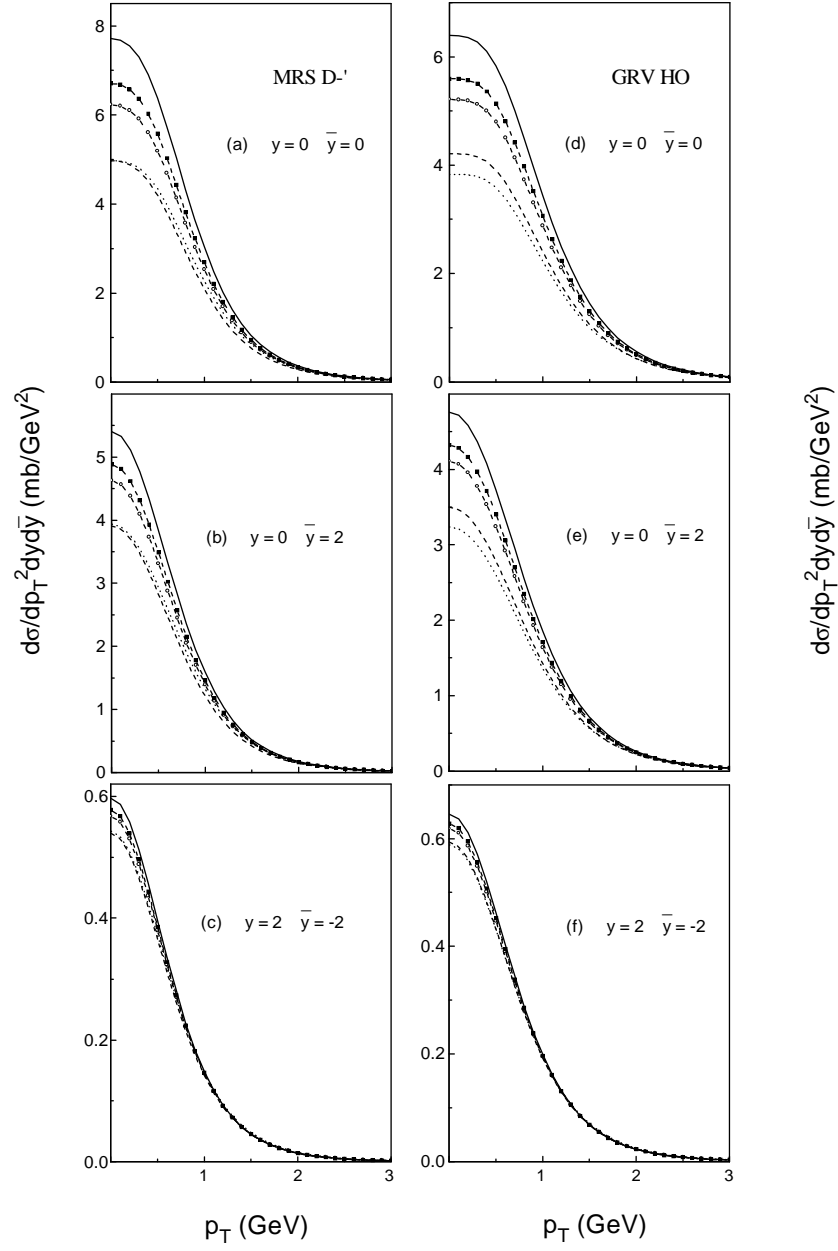 MRS D-'
8
6
4
2
0
(a) y = 0 y̅ = 0
GRV HO
6
4
2
0
(d) y = 0 y̅ = 0
5
4
3
2
1
0
(b) y = 0 y̅ = 2
4
3
2
1
0
(e) y = 0 y̅ = 2
0.6
0.4
0.2
0.0
(c) y = 2 y̅ = -2
1 2 3
0.6
0.4
0.2
0.0
(f) y = 2 y̅ = -2
1 2 3
dσ/dp_T^2dydy̅ (mb/GeV^2)
dσ/dp_T^2dydy̅ (mb/GeV^2)
p_T (GeV)
p_T (GeV)